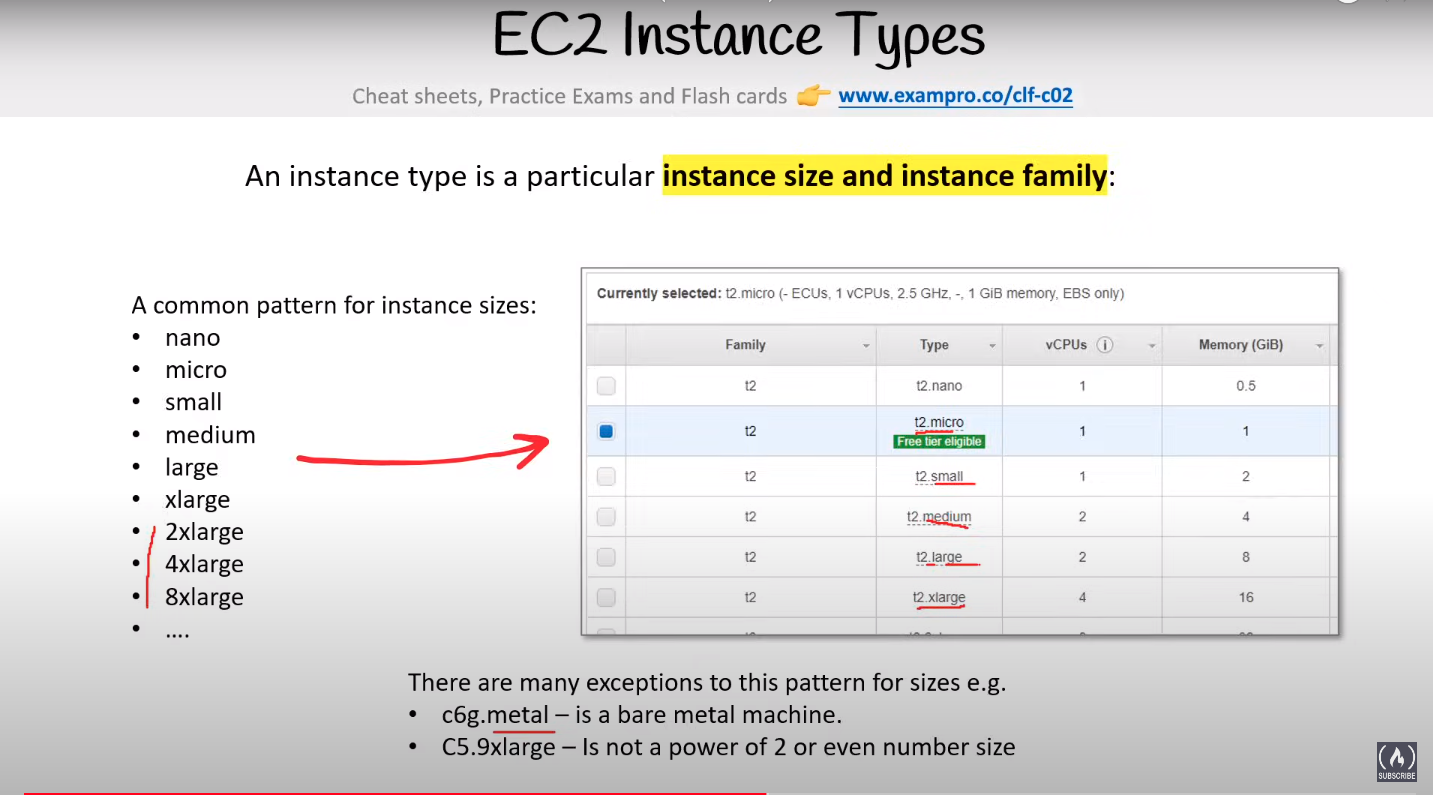 EC2 Instance Types
Cheat sheets, Practice Exams and Flash cards 👉 www.exampro.co/clf-c02
An instance type is a particular instance size and instance family:
A common pattern for instance sizes:
• nano
• micro
• small
• medium
• large
• xlarge
• 2xlarge
• 4xlarge
• 8xlarge
• ....
Currently selected: t2.micro (- ECUs, 1 vCPUs, 2.5 GHz, -, 1 GiB memory, EBS only)
Family Type vCPUs i Memory (GiB)
t2 t2.nano 1 0.5
t2 t2.micro 1 1
Free tier eligible
t2 t2.small 1 2
t2 t2.medium 2 4
t2 t2.large 2 8
t2 t2.xlarge 4 16
There are many exceptions to this pattern for sizes e.g.
• c6g.metal – is a bare metal machine.
• C5.9xlarge – Is not a power of 2 or even number size
SUBSCRIBE